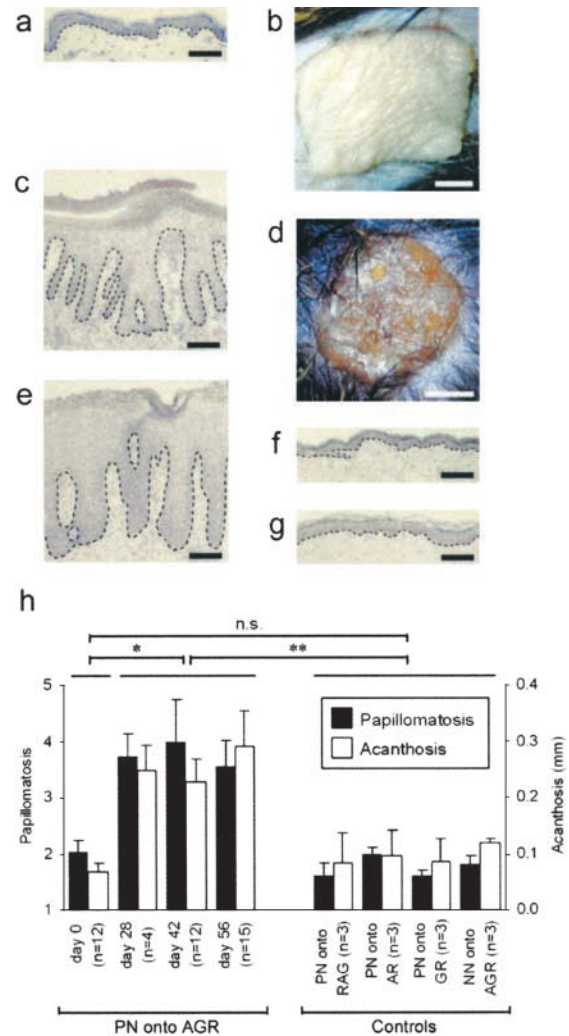 a
b
c
d
e
f
g
h
n.s.
*
**
5
4
3
2
1
Papillomatosis
Papillomatosis
Acanthosis
0.4
0.3
0.2
0.1
0.0
Acanthosis (mm)
day 0
(n=12)
day 28
(n=4)
day 42
(n=12)
day 56
(n=15)
PN onto
RAG (n=3)
PN onto
AR (n=3)
PN onto
GR (n=3)
NN onto
AGR (n=3)
PN onto AGR
Controls